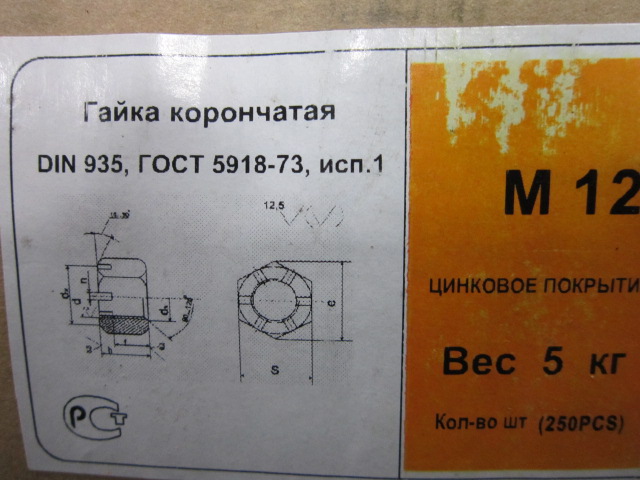 Гайка корончатая
DIN 935, ГОСТ 5918-73, исп.1
12,5
n
d
e
S
h
М 12
ЦИНКОВОЕ ПОКРЫТИ
Вес 5 кг
Кол-во шт (250PCS)
РСТ